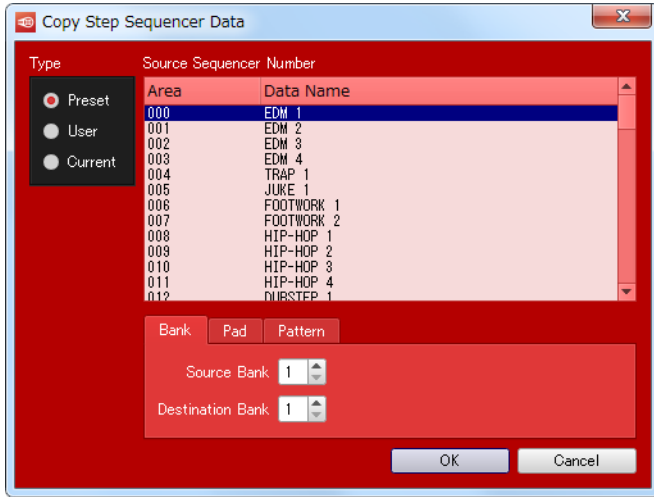 Copy Step Sequencer Data
Type
Source Sequencer Number
Preset
User
Current
Area Data Name
000 EDM 1
001 EDM 2
002 EDM 3
003 EDM 4
004 TRAP 1
005 JUKE 1
006 FOOTWORK 1
007 FOOTWORK 2
008 HIP-HOP 1
009 HIP-HOP 2
010 HIP-HOP 3
011 HIP-HOP 4
012 DUBSTEP 1
Bank Pad Pattern
Source Bank 1
Destination Bank 1
OK Cancel